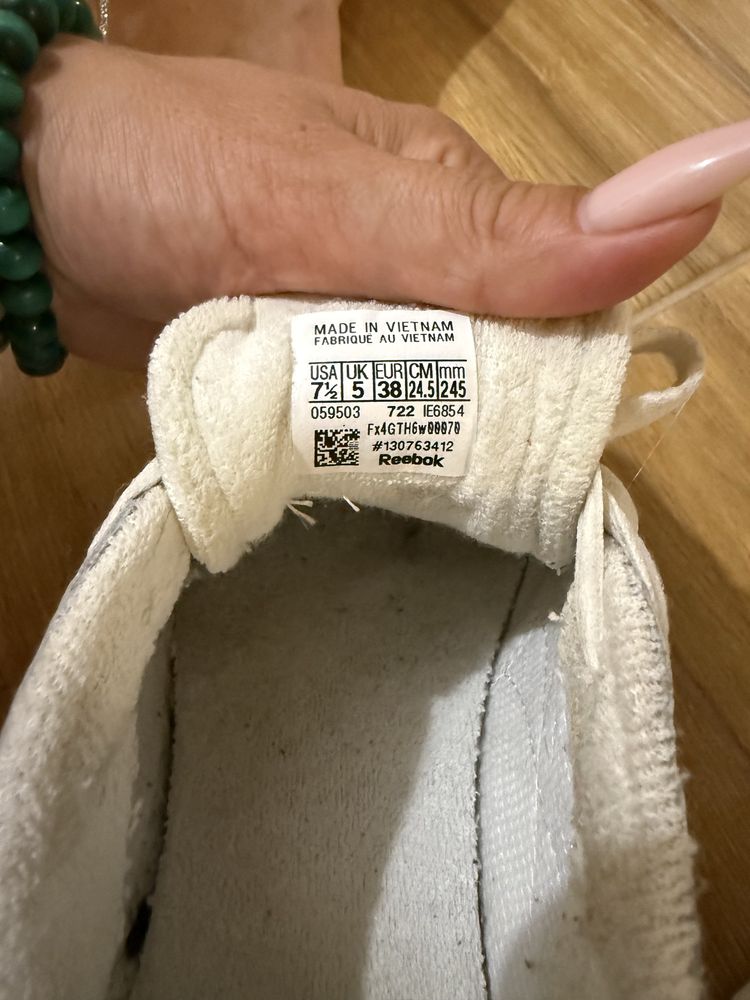 MADE IN VIETNAM
FABRIQUE AU VIETNAM
USA UK EUR CM mm
7½ 5 38 24.5 245
059503 722 IE6854
Fx4GTH6w00070
#130763412
Reebok